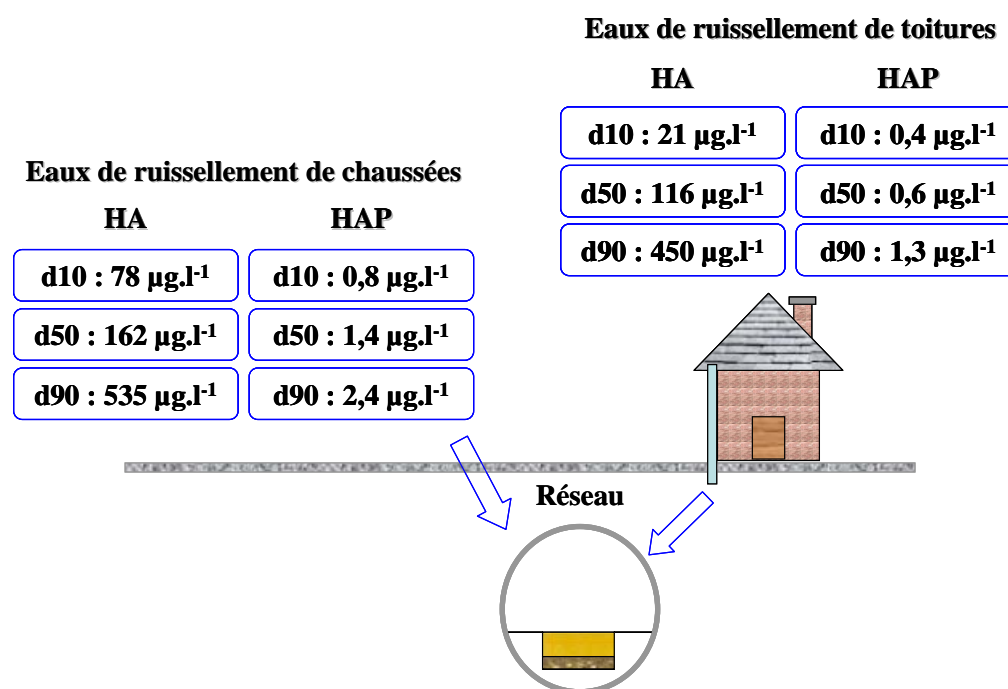 Eaux de ruissellement de toitures
HA HAP
d10 : 21 µg.l-1 d10 : 0,4 µg.l-1
d50 : 116 µg.l-1 d50 : 0,6 µg.l-1
d90 : 450 µg.l-1 d90 : 1,3 µg.l-1
Eaux de ruissellement de chaussées
HA HAP
d10 : 78 µg.l-1 d10 : 0,8 µg.l-1
d50 : 162 µg.l-1 d50 : 1,4 µg.l-1
d90 : 535 µg.l-1 d90 : 2,4 µg.l-1
Réseau